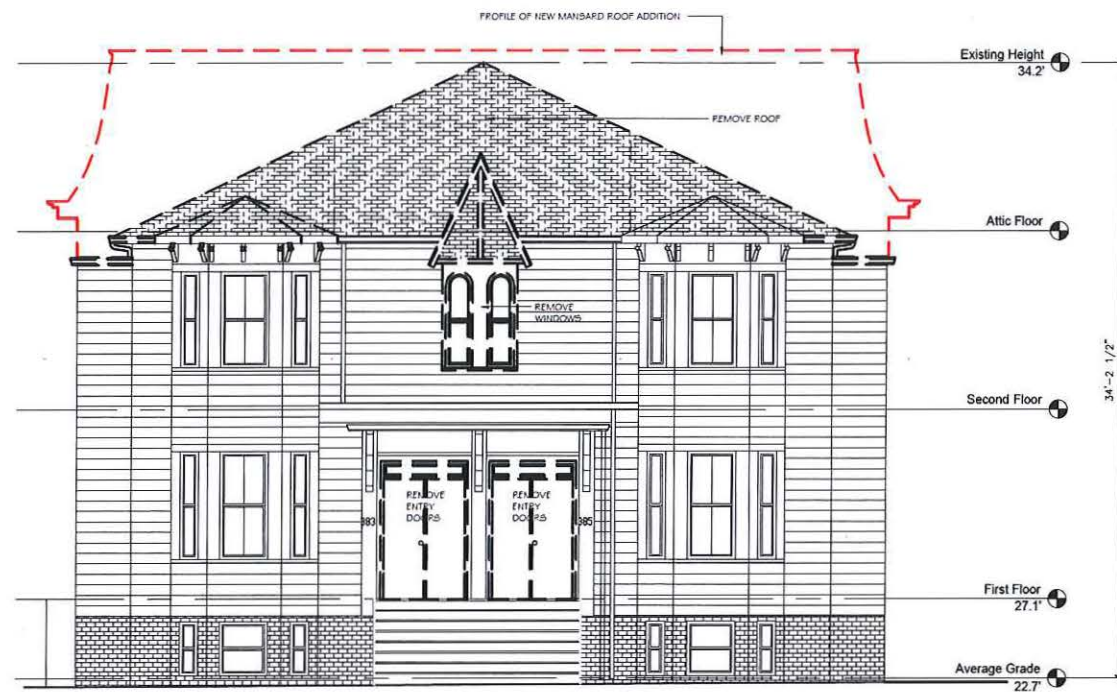 PROFILE OF NEW MANSARD ROOF ADDITION
Existing Height
34.2'
REMOVE ROOF
Attic Floor
REMOVE
WINDOWS
34'-2 1/2"
Second Floor
REMOVE
ENTRY
DOORS
REMOVE
ENTRY
DOORS
383
385
First Floor
27.1'
Average Grade
22.7'